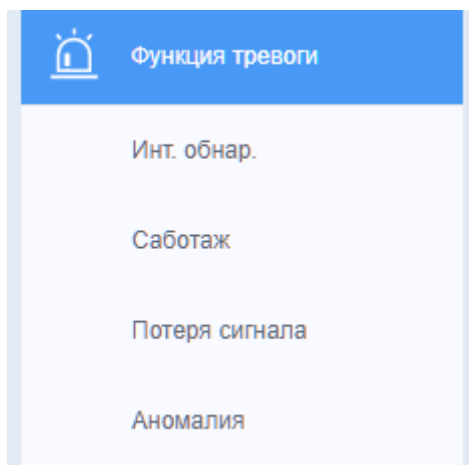 Функция тревоги
Инт. обнар.
Саботаж
Потеря сигнала
Аномалия